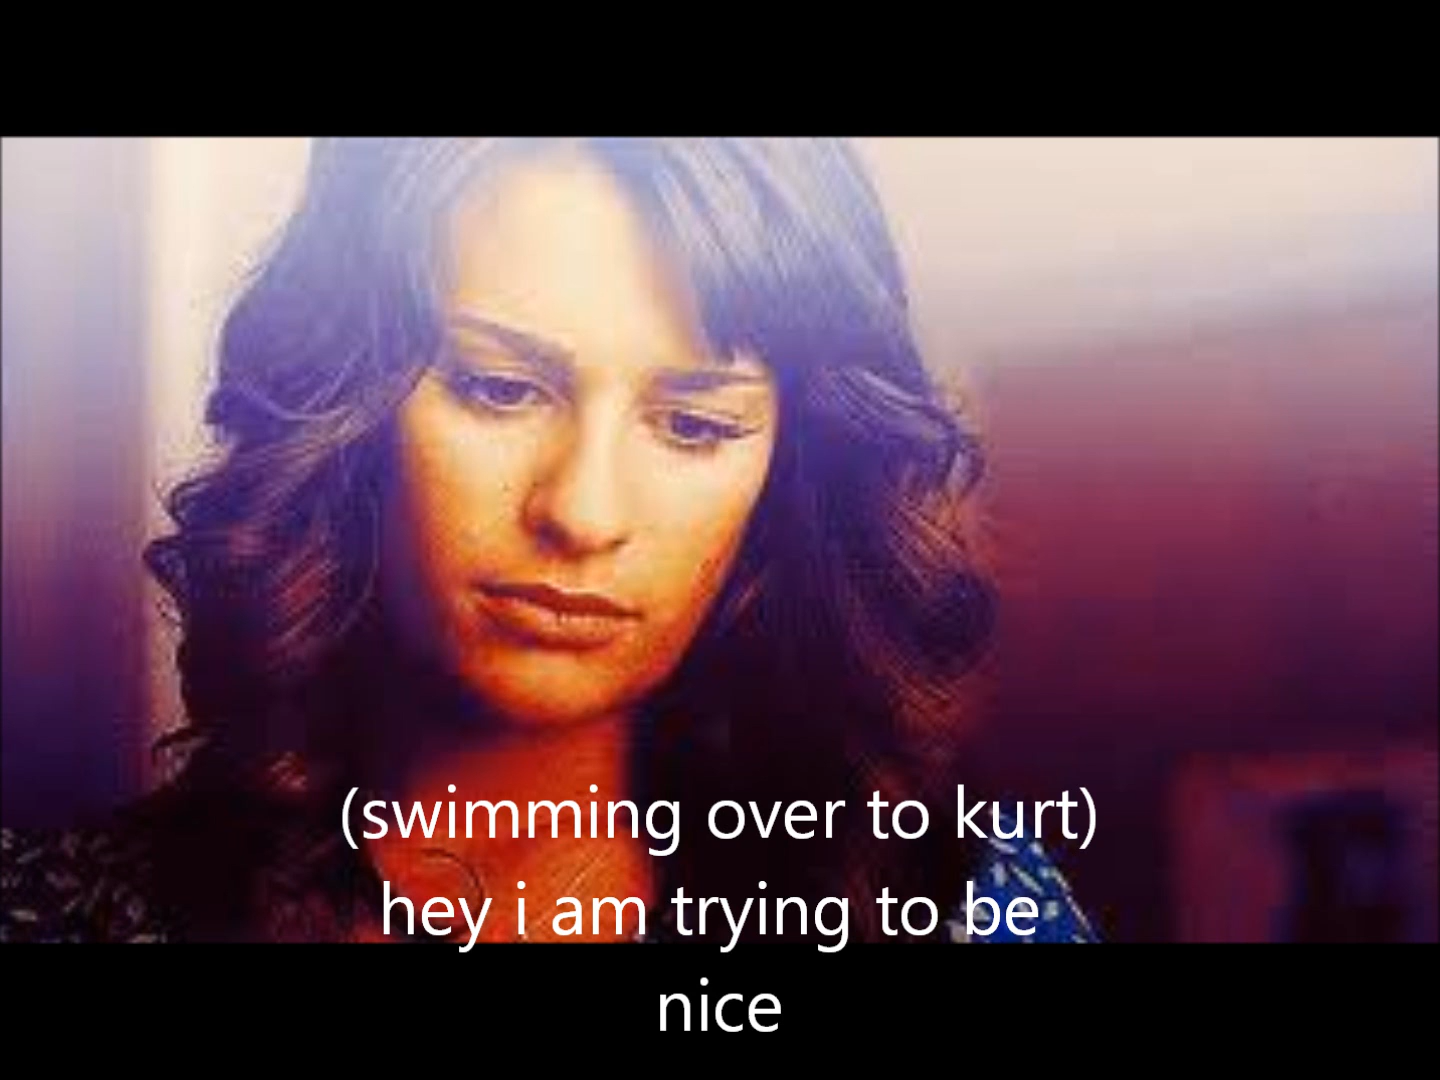 (swimming over to kurt)
hey i am trying to be
nice